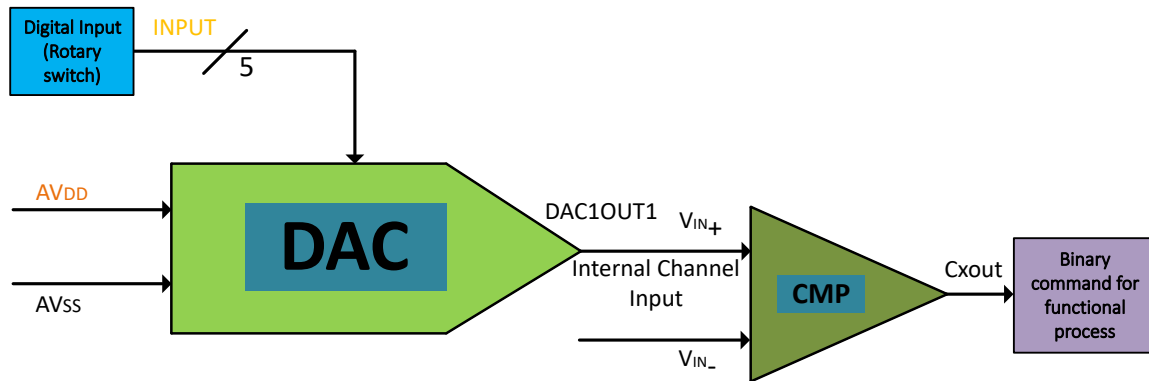 Digital Input
(Rotary
switch)
INPUT
5
AVDD
AVSS
DAC
DAC1OUT1
VIN+
Internal Channel
Input
VIN-
CMP
Cxout
Binary
command for
functional
process